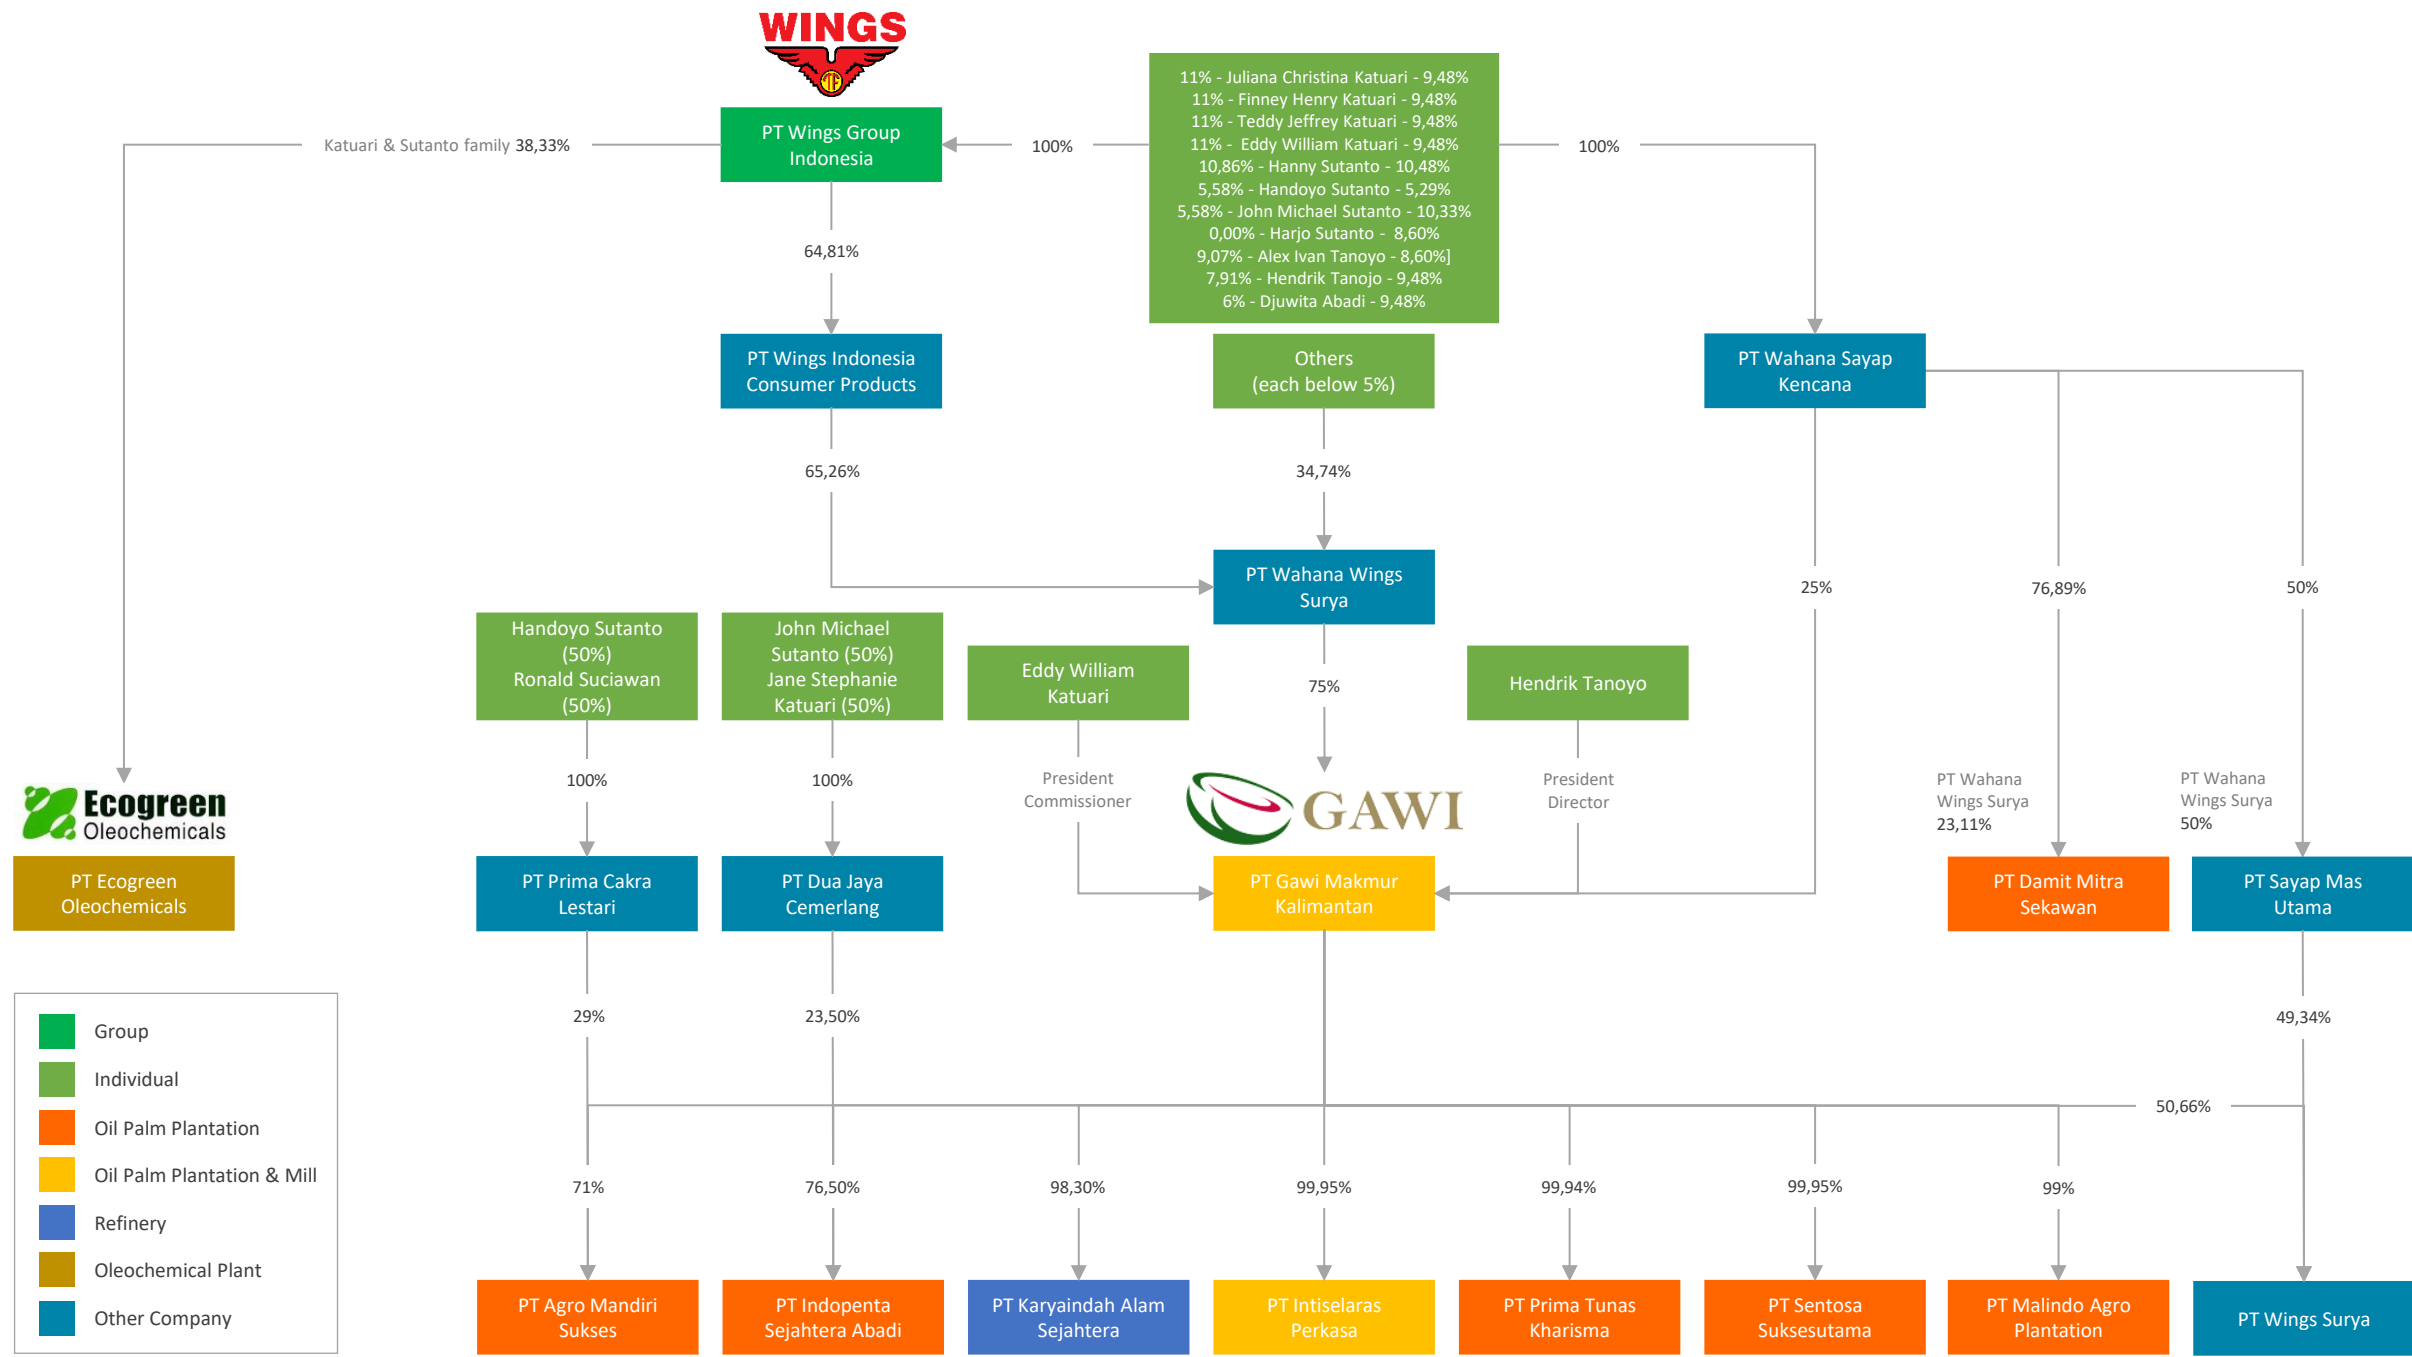 WINGS
11% - Juliana Christina Katuari - 9,48%
11% - Finney Henry Katuari - 9,48%
11% - Teddy Jeffrey Katuari - 9,48%
11% -  Eddy William Katuari - 9,48%
10,86% - Hanny Sutanto - 10,48%
5,58% - Handoyo Sutanto - 5,29%
5,58% - John Michael Sutanto - 10,33%
0,00% - Harjo Sutanto -  8,60%
9,07% - Alex Ivan Tanoyo - 8,60%]
7,91% - Hendrik Tanojo - 9,48%
6% - Djuwita Abadi - 9,48%
PT Wings Group
Indonesia
Katuari & Sutanto family 38,33%
100%
100%
64,81%
PT Wings Indonesia
Consumer Products
Others
(each below 5%)
PT Wahana Sayap
Kencana
65,26%
34,74%
PT Wahana Wings
Surya
25%
76,89%
50%
Handoyo Sutanto
(50%)
Ronald Suciawan
(50%)
John Michael
Sutanto (50%)
Jane Stephanie
Katuari (50%)
Eddy William
Katuari
75%
Hendrik Tanoyo
100%
100%
President
Commissioner
President
Director
PT Wahana
Wings Surya
23,11%
PT Wahana
Wings Surya
50%
Ecogreen
Oleochemicals
GAWI
PT Ecogreen
Oleochemicals
PT Prima Cakra
Lestari
PT Dua Jaya
Cemerlang
PT Gawi Makmur
Kalimantan
PT Damit Mitra
Sekawan
PT Sayap Mas
Utama
29%
23,50%
49,34%
50,66%
Group
Individual
Oil Palm Plantation
Oil Palm Plantation & Mill
Refinery
Oleochemical Plant
Other Company
71%
76,50%
98,30%
99,95%
99,94%
99,95%
99%
PT Agro Mandiri
Sukses
PT Indopenta
Sejahtera Abadi
PT Karyaindah Alam
Sejahtera
PT Intiselaras
Perkasa
PT Prima Tunas
Kharisma
PT Sentosa
Suksesutama
PT Malindo Agro
Plantation
PT Wings Surya